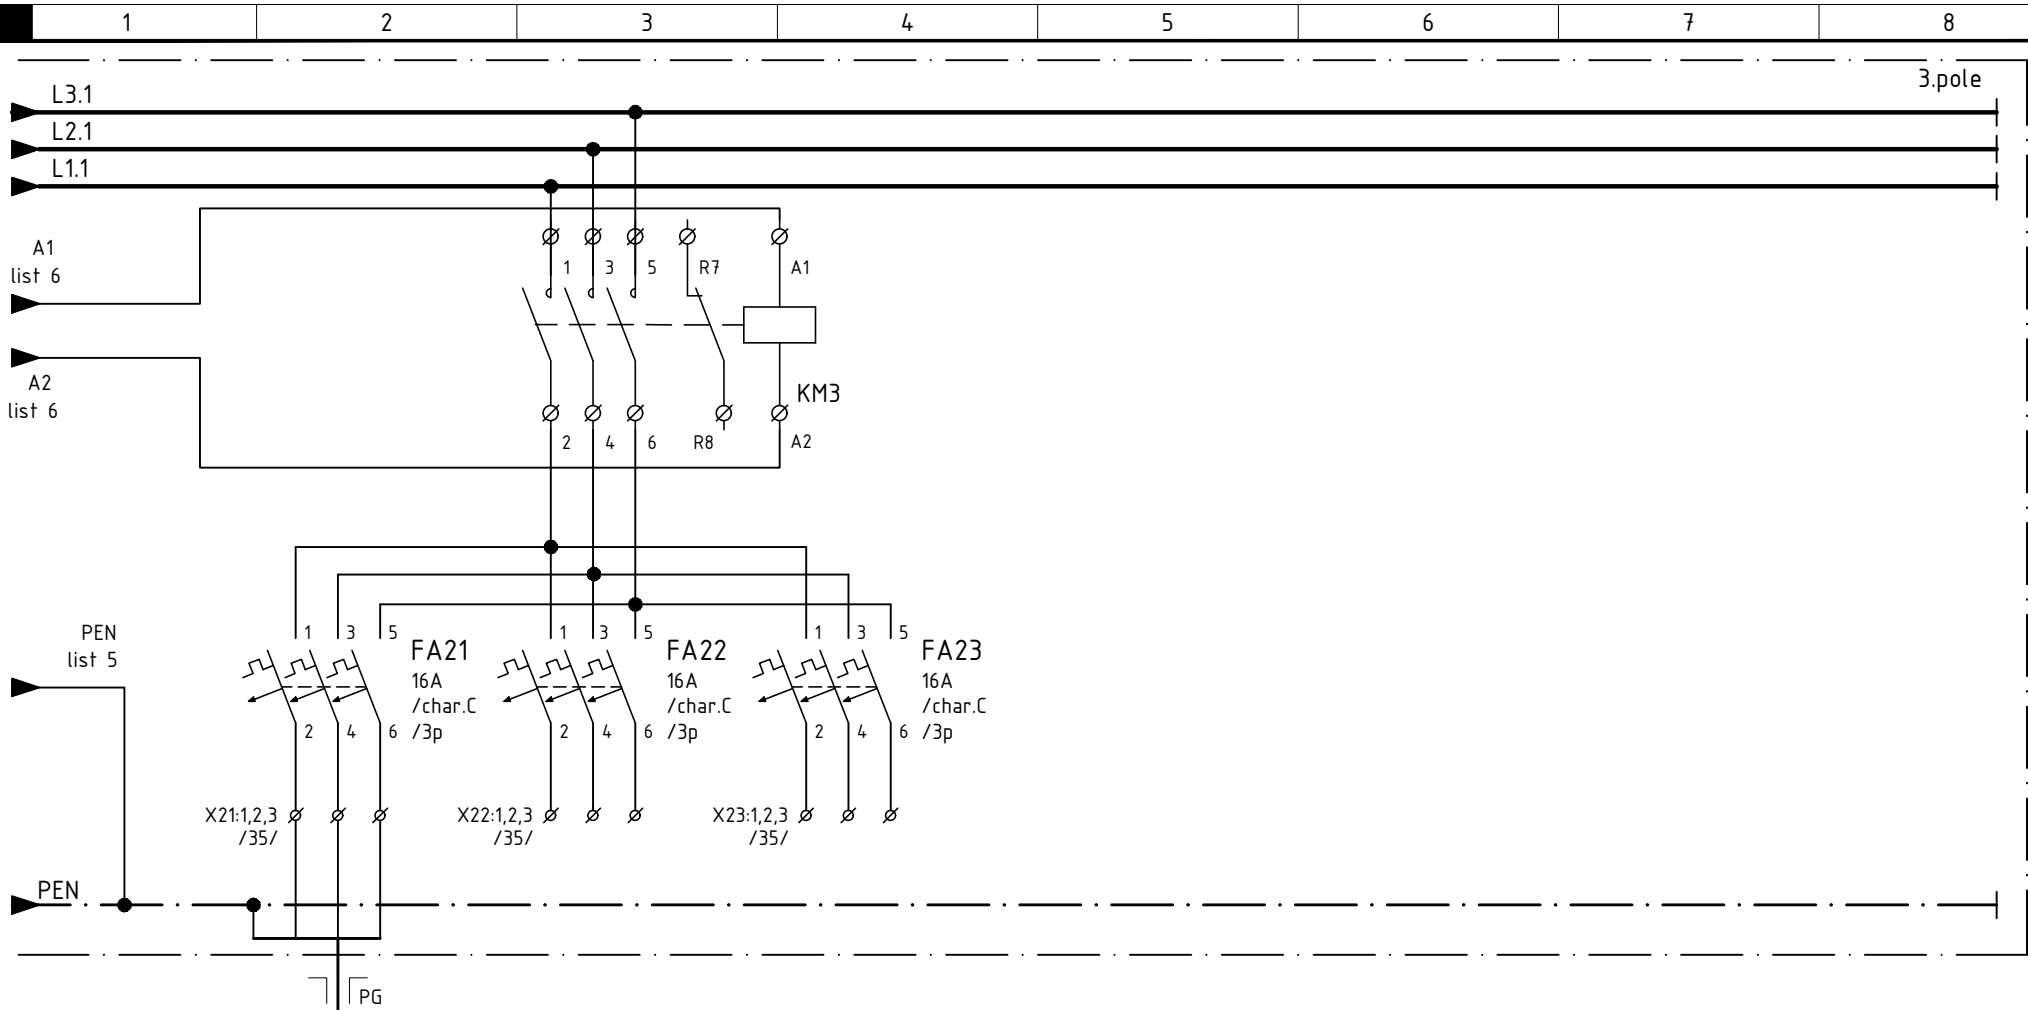 1 2 3 4 5 6 7 8
3.pole
L3.1
L2.1
L1.1
A1
list 6
1 3 5 R7 A1
A2
list 6
KM3
2 4 6 R8 A2
PEN
list 5
1 3 5 FA21
16A
/char.C
2 4 6 /3p
1 3 5 FA22
16A
/char.C
2 4 6 /3p
1 3 5 FA23
16A
/char.C
2 4 6 /3p
X21:1,2,3
/35/
X22:1,2,3
/35/
X23:1,2,3
/35/
PEN
PG